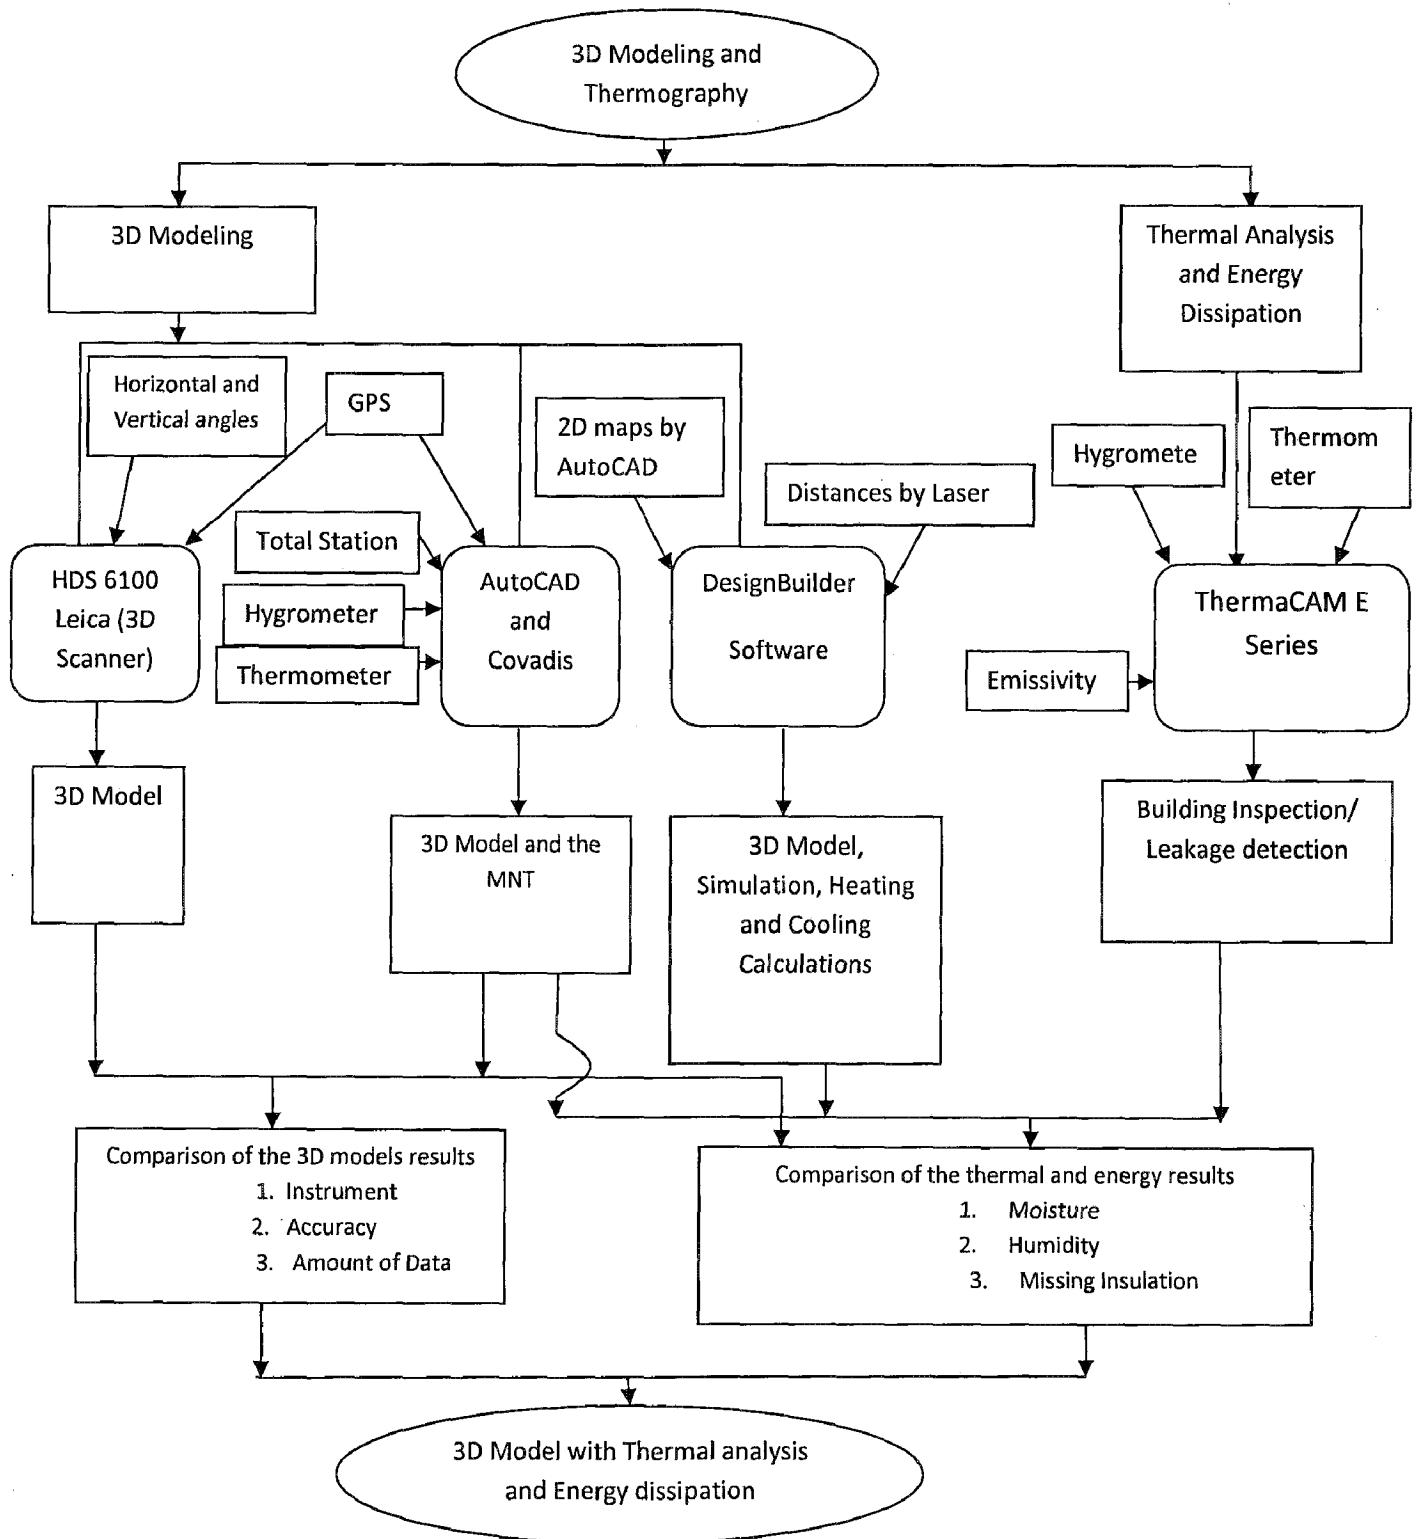 3D Modeling and
Thermography
3D Modeling
Thermal Analysis
and Energy
Dissipation
Horizontal and
Vertical angles
GPS
2D maps by
AutoCAD
Distances by Laser
Hygromete
Thermom
eter
Total Station
Hygrometer
Thermometer
HDS 6100
Leica (3D
Scanner)
AutoCAD
and
Covadis
DesignBuilder
Software
ThermaCAM E
Series
Emissivity
3D Model
3D Model and the
MNT
3D Model,
Simulation, Heating
and Cooling
Calculations
Building Inspection/
Leakage detection
Comparison of the 3D models results
1. Instrument
2. Accuracy
3. Amount of Data
Comparison of the thermal and energy results
1. Moisture
2. Humidity
3. Missing Insulation
3D Model with Thermal analysis
and Energy dissipation